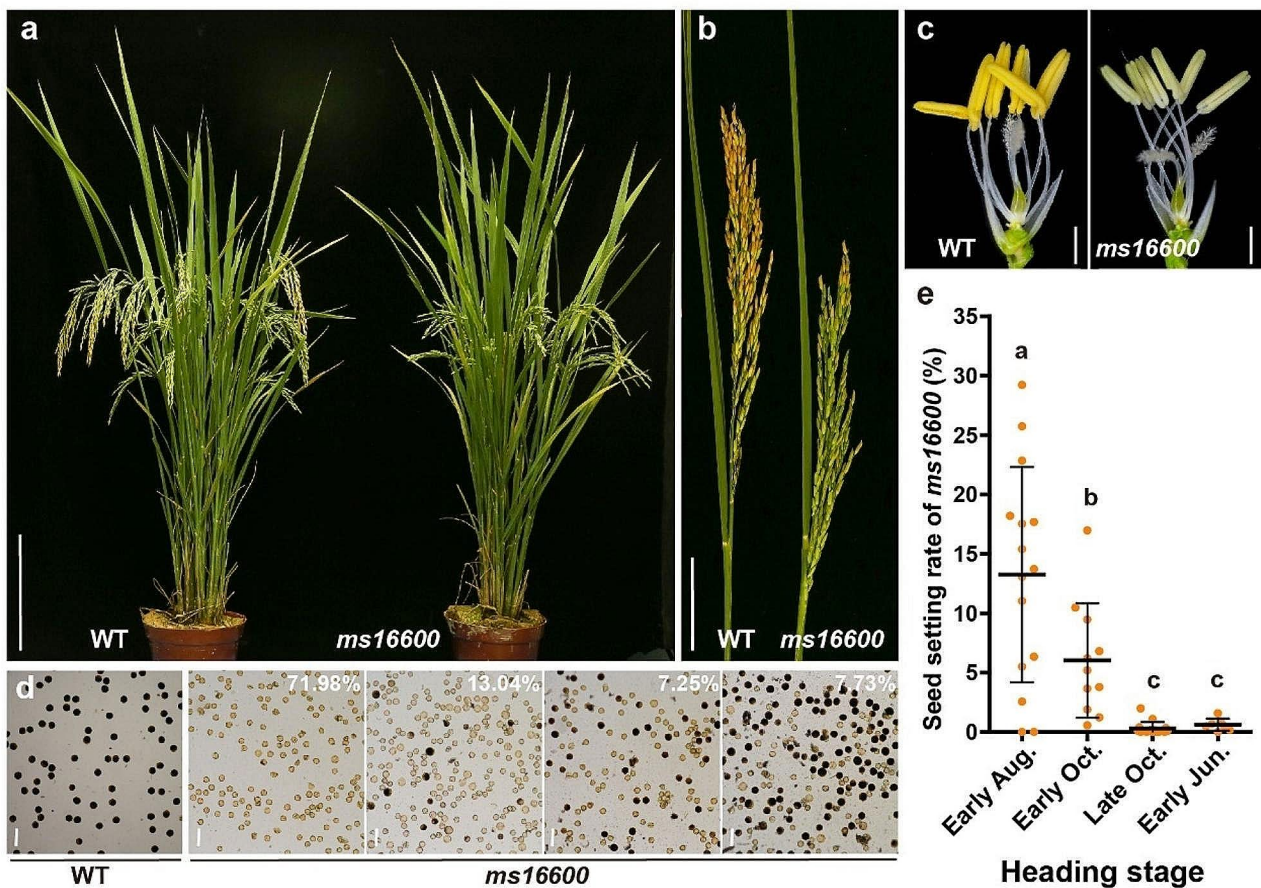 a
WT
ms16600
b
WT
ms16600
c
WT
ms16600
d
71.98%
13.04%
7.25%
7.73%
WT
ms16600
e
Seed setting rate of ms16600 (%)
35
30
25
20
15
10
5
0
a
b
c
c
Early Aug.
Early Oct.
Late Oct.
Early Jun.
Heading stage